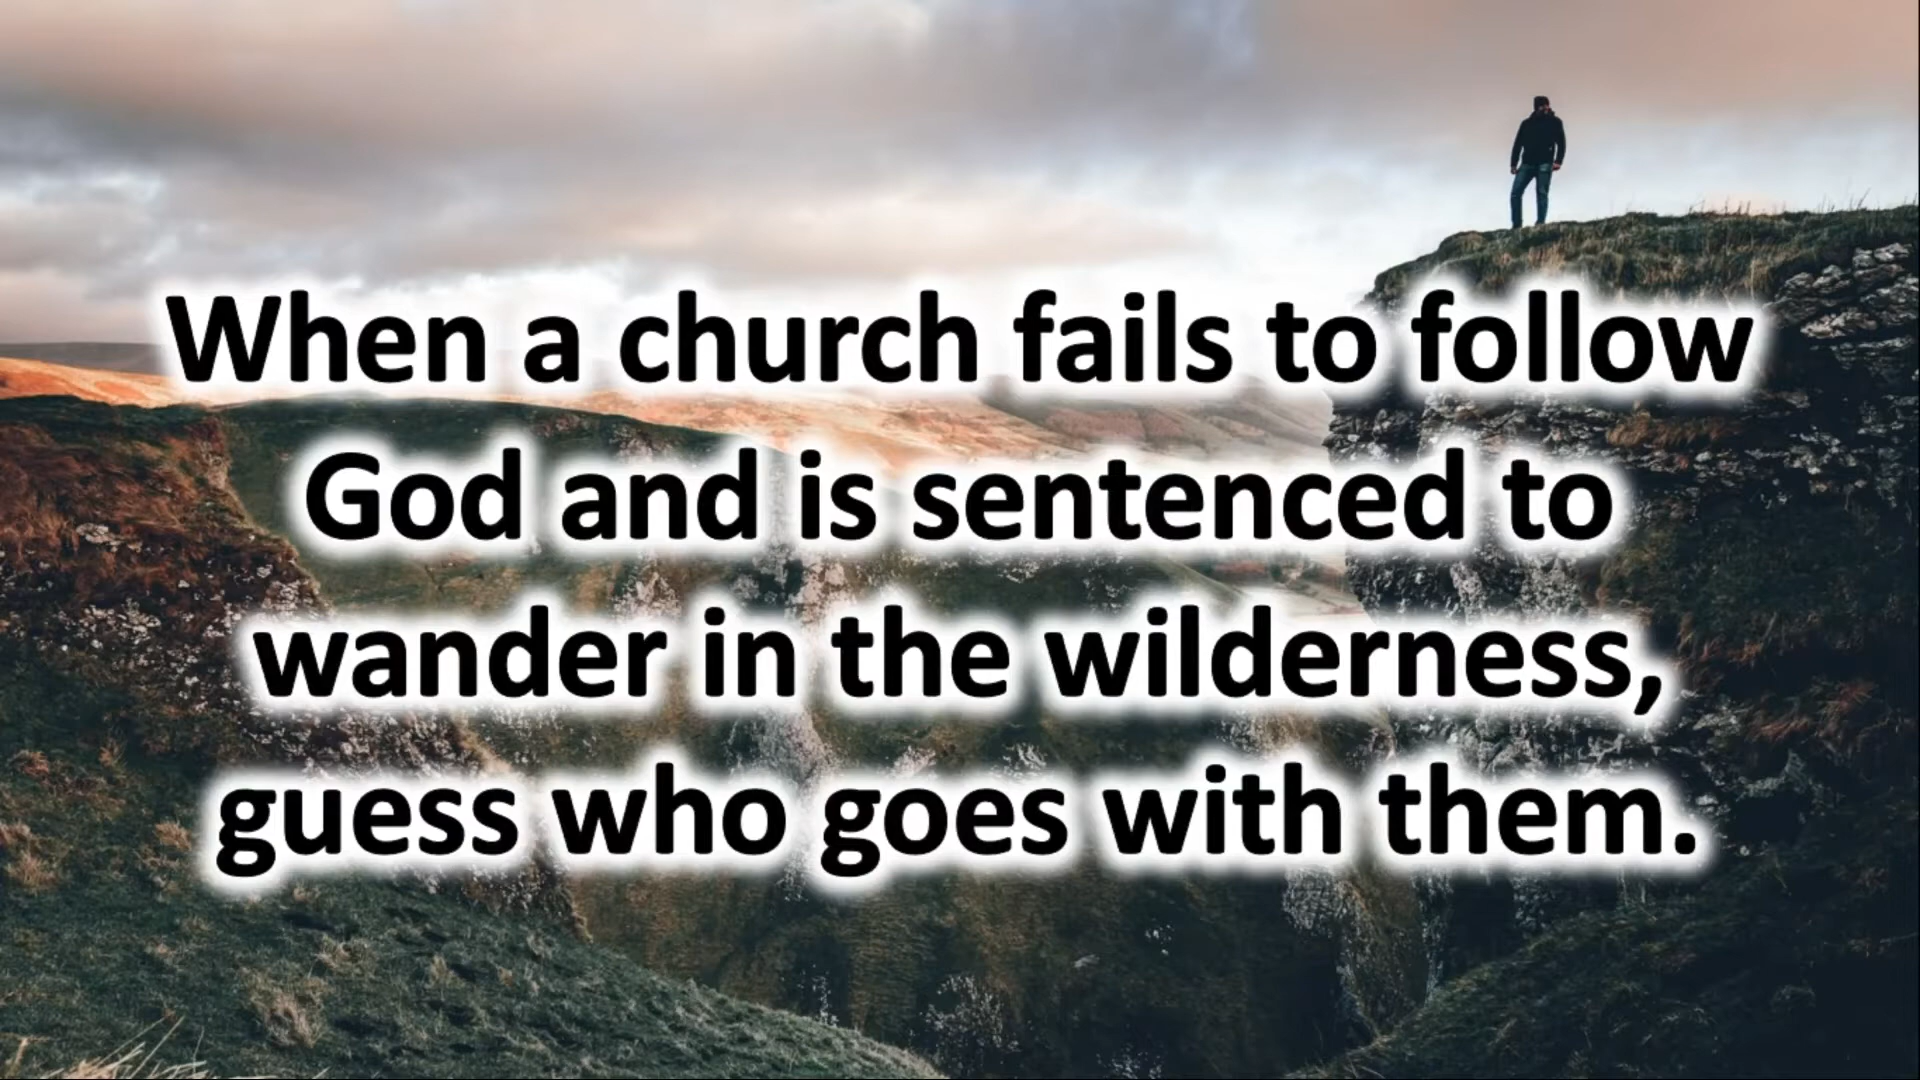 When a church fails to follow
God and is sentenced to
wander in the wilderness,
guess who goes with them.